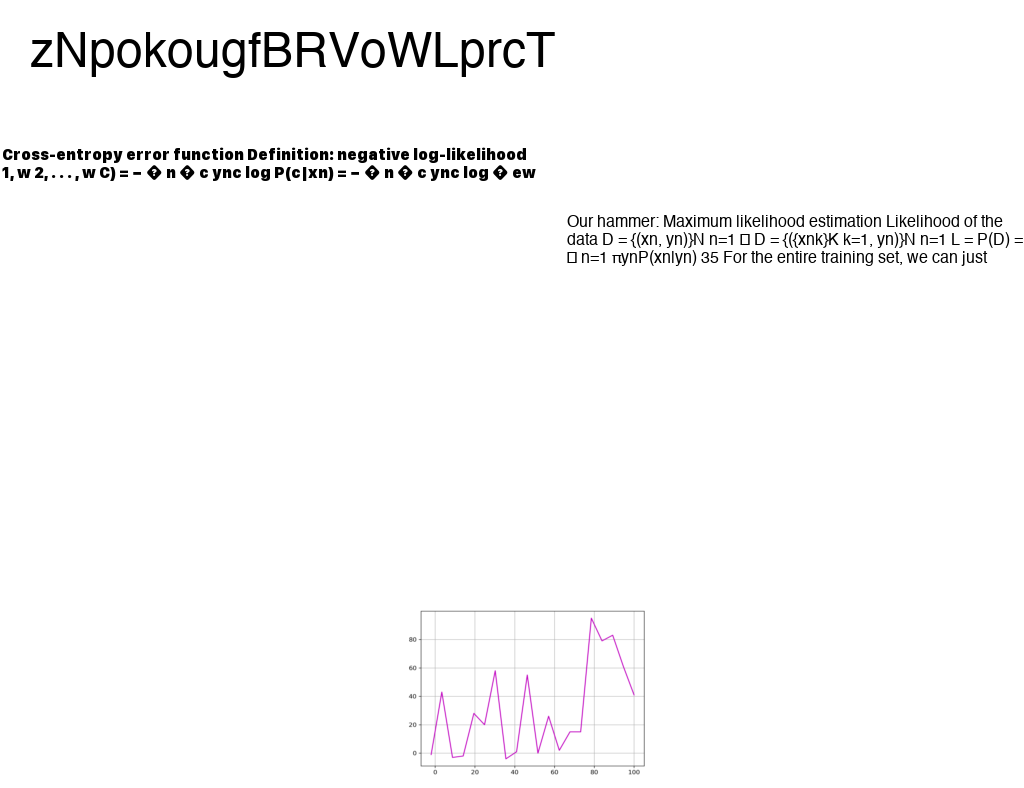 zNpokougfBRVoWLprcT
Cross-entropy error function Definition: negative log-likelihood
1, w 2, . . . , w C) = − � n � c ync log P(c|xn) = − � n � c ync log � ew
Our hammer: Maximum likelihood estimation Likelihood of the
data D = {(xn, yn)}N n=1 □ D = {({xnk}K k=1, yn)}N n=1 L = P(D) =
□ n=1 πynP(xn|yn) 35 For the entire training set, we can just
80
60
40
20
0
0 20 40 60 80 100